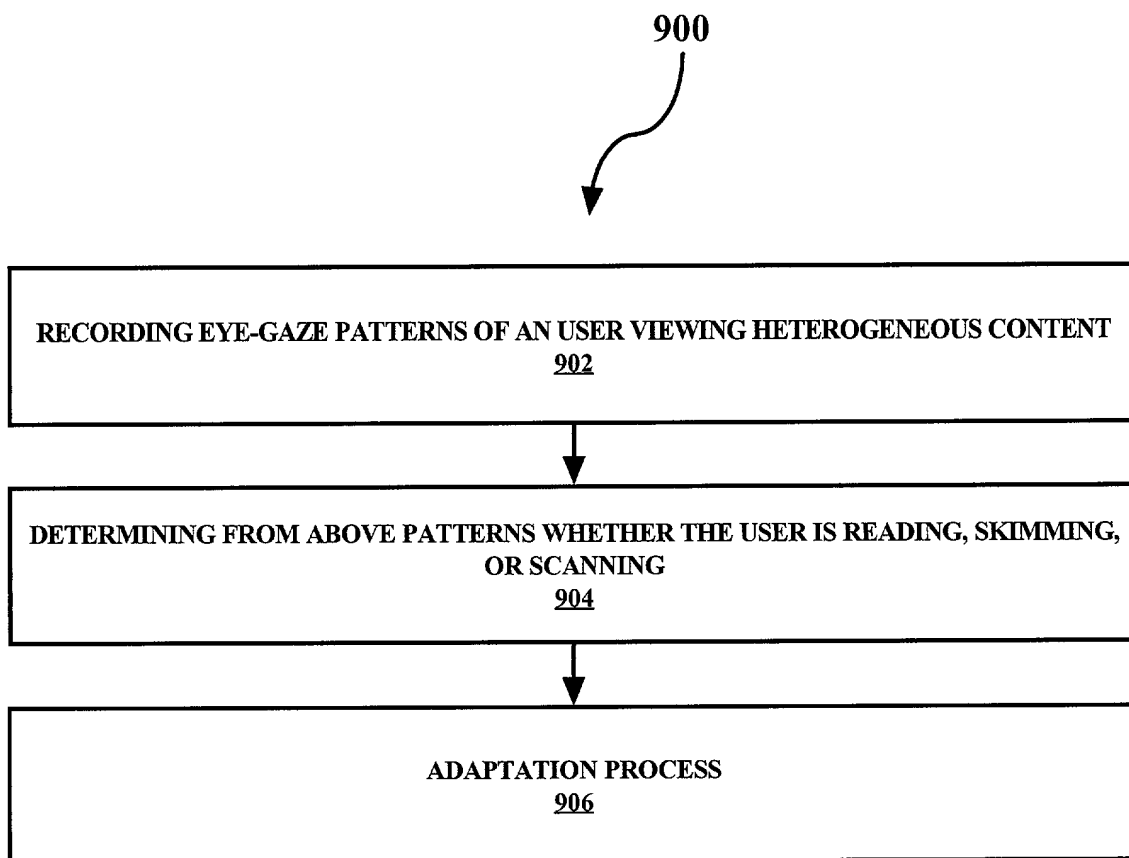 900
RECORDING EYE-GAZE PATTERNS OF AN USER VIEWING HETEROGENEOUS CONTENT
902
DETERMINING FROM ABOVE PATTERNS WHETHER THE USER IS READING, SKIMMING,
OR SCANNING
904
ADAPTATION PROCESS
906